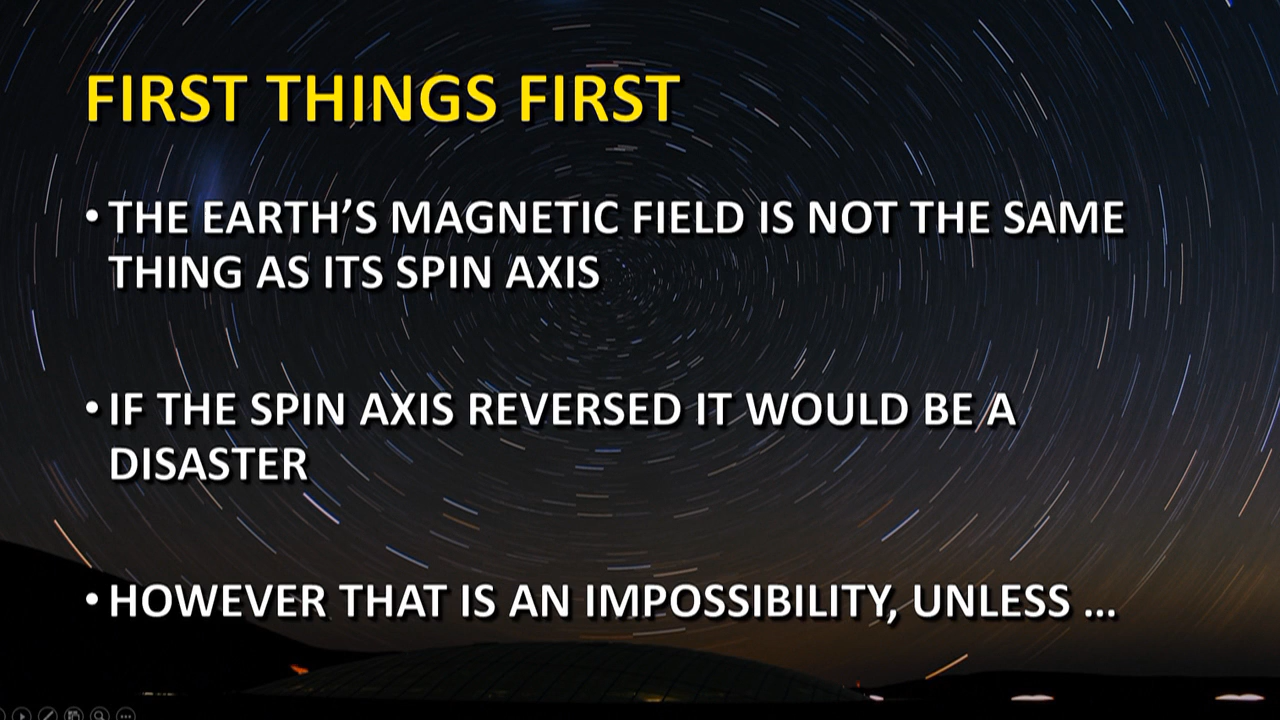 FIRST THINGS FIRST
• THE EARTH’S MAGNETIC FIELD IS NOT THE SAME
THING AS ITS SPIN AXIS
• IF THE SPIN AXIS REVERSED IT WOULD BE A
DISASTER
• HOWEVER THAT IS AN IMPOSSIBILITY, UNLESS …